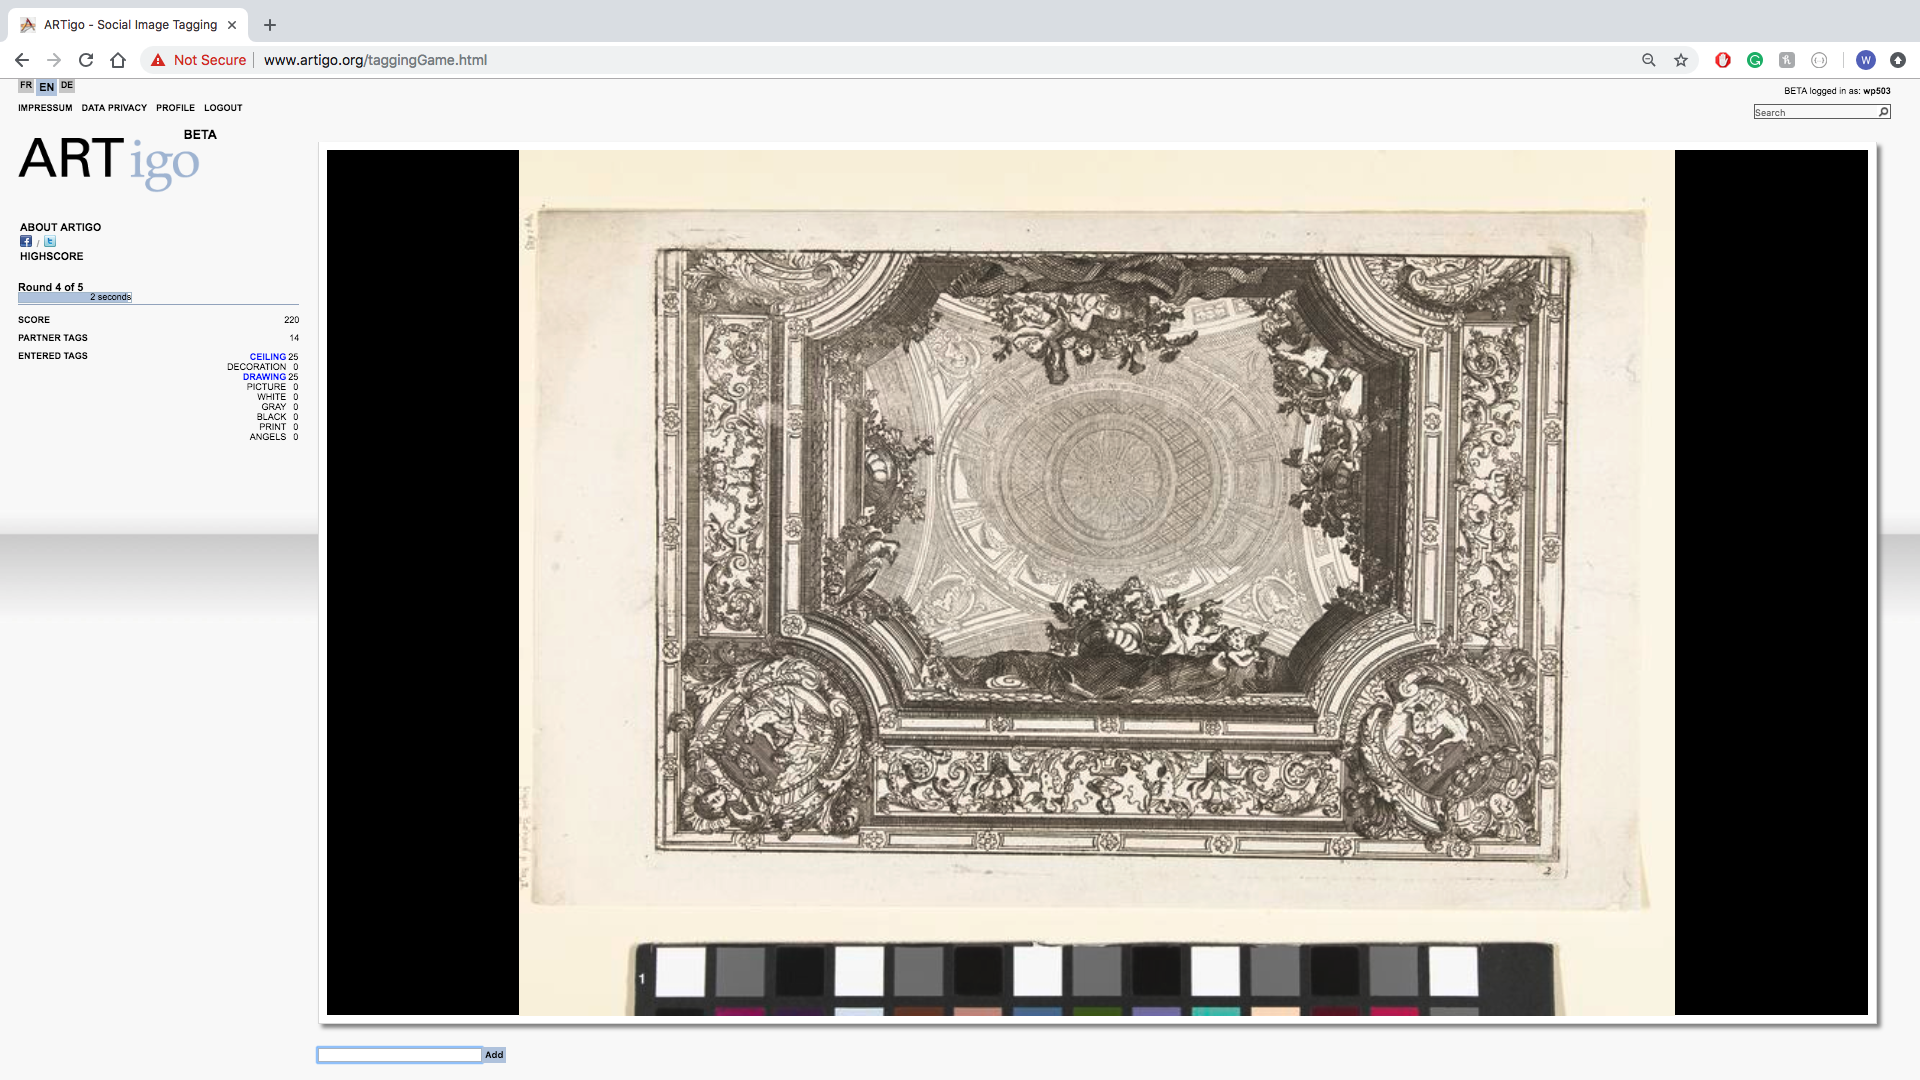 ARTigo - Social Image Tagging
Not Secure
www.artigo.org/taggingGame.html
W
FR EN DE
IMPRESSUM DATA PRIVACY PROFILE LOGOUT
BETA logged in as: wp503
Search
BETA
ARTigo
ABOUT ARTIGO
/
HIGHSCORE
Round 4 of 5
2 seconds
SCORE 220
PARTNER TAGS 14
ENTERED TAGS
CEILING 25
DECORATION 0
DRAWING 25
PICTURE 0
WHITE 0
GRAY 0
BLACK 0
PRINT 0
ANGELS 0
2
1
Add